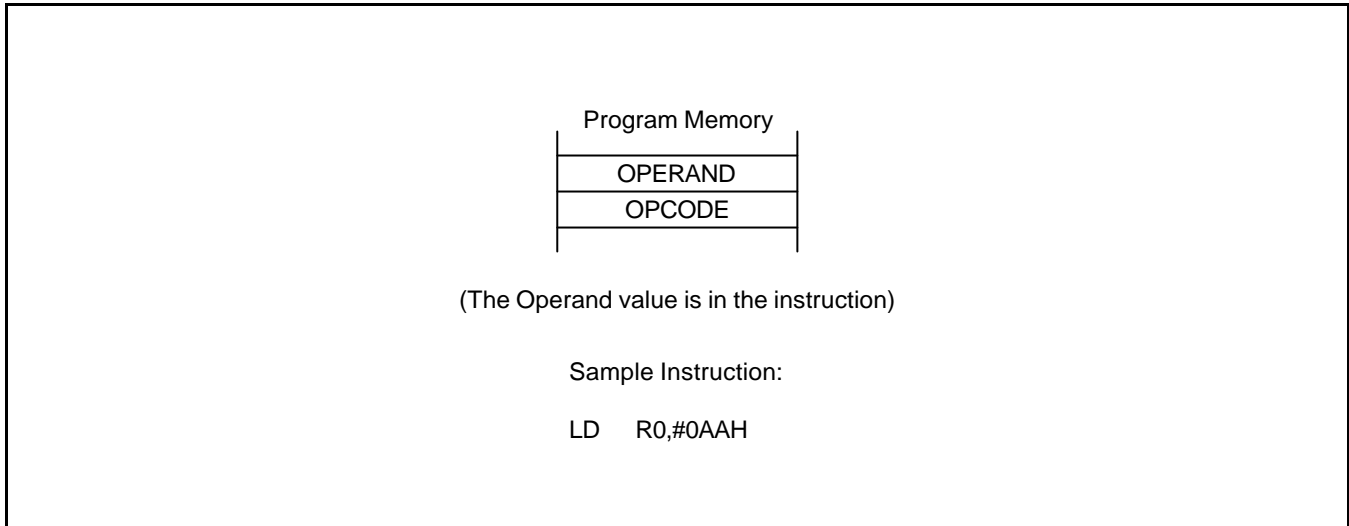 Program Memory
OPERAND
OPCODE
(The Operand value is in the instruction)
Sample Instruction:
LD R0,#0AAH